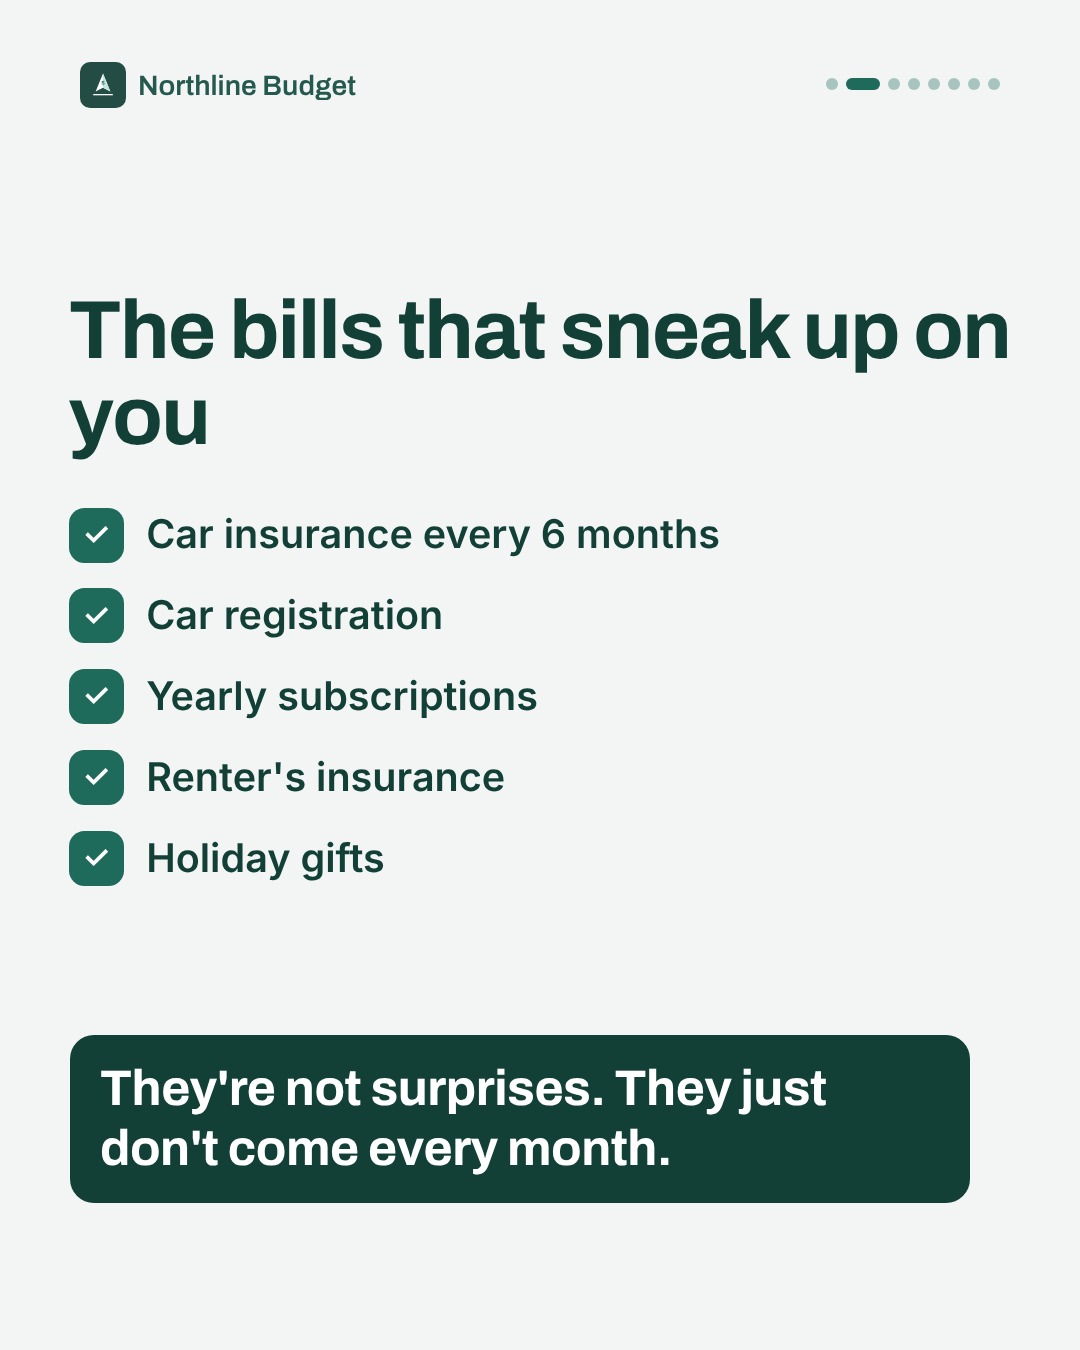 Northline Budget
The bills that sneak up on
you
Car insurance every 6 months
Car registration
Yearly subscriptions
Renter's insurance
Holiday gifts
They're not surprises. They just
don't come every month.